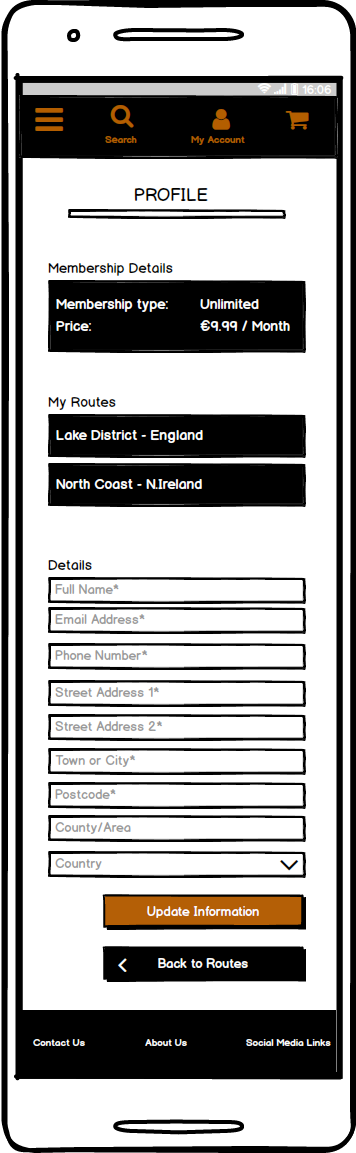 16:06
Search
My Account
PROFILE
Membership Details
Membership type: Unlimited
Price: €9.99 / Month
My Routes
Lake District - England
North Coast - N.Ireland
Details
Full Name*
Email Address*
Phone Number*
Street Address 1*
Street Address 2*
Town or City*
Postcode*
County/Area
Country
Update Information
Back to Routes
Contact Us About Us Social Media Links